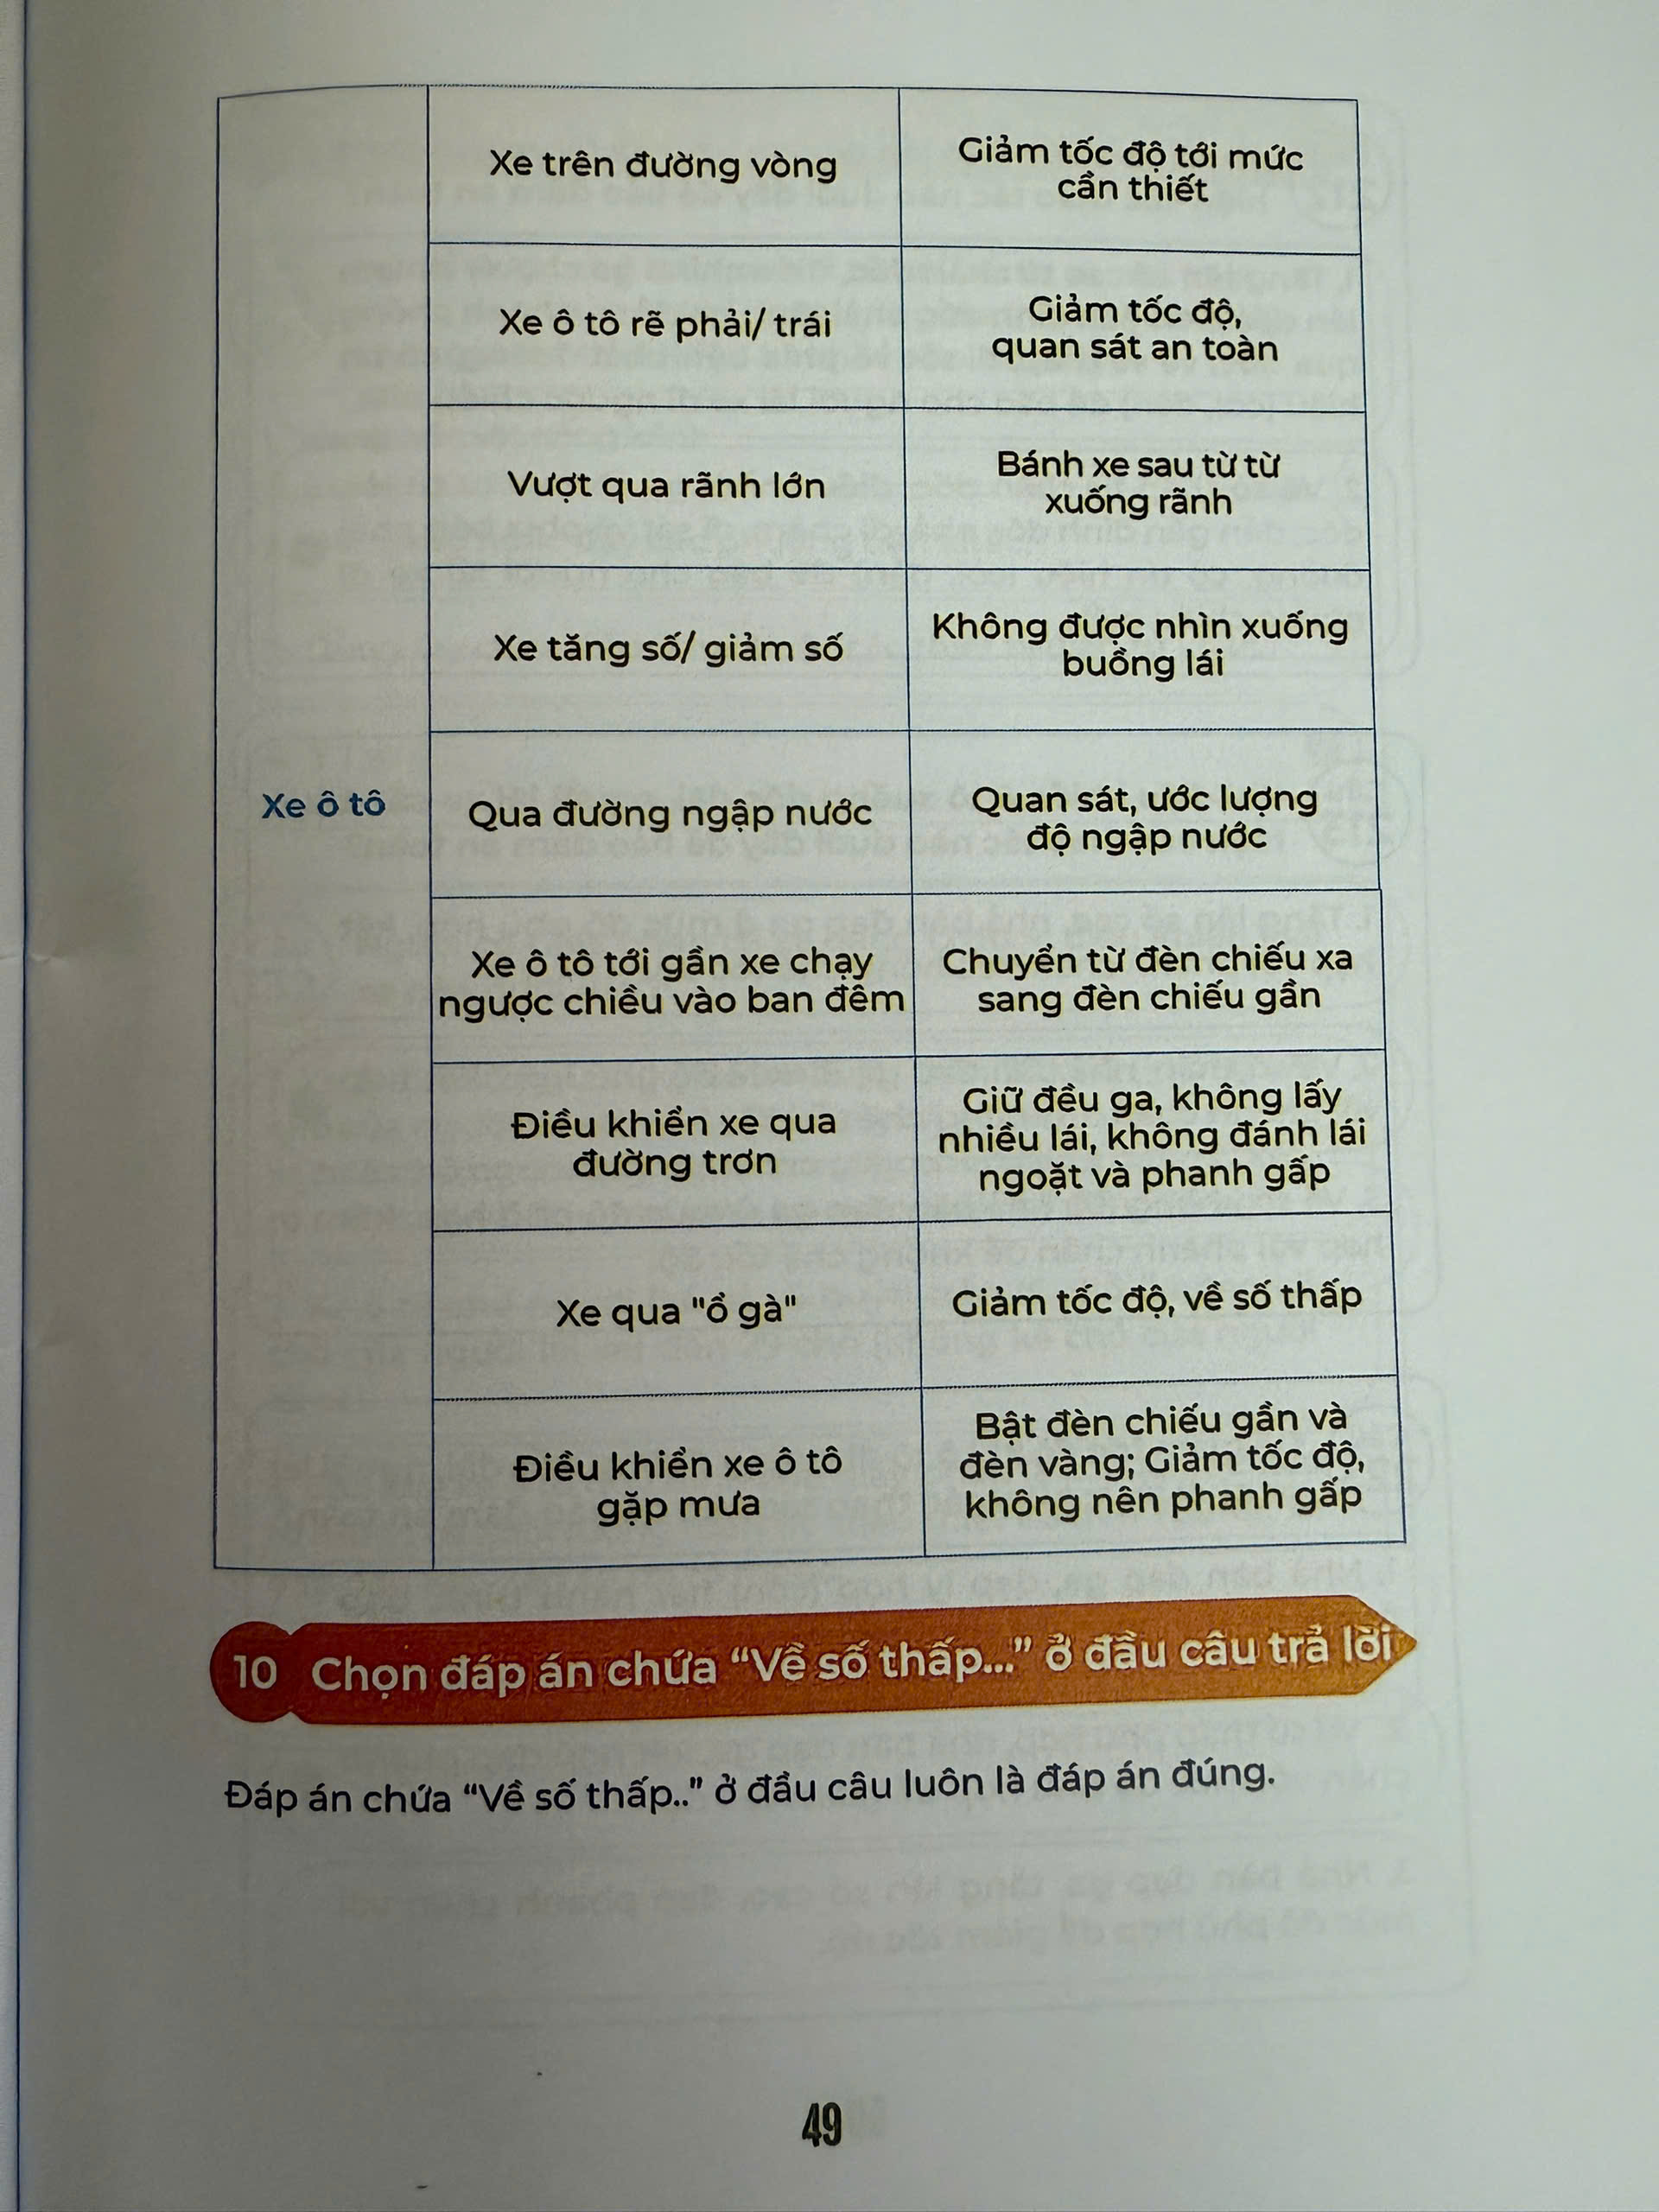 Xe trên đường vòng
Giảm tốc độ tới mức
cần thiết
Xe ô tô rẽ phải/ trái
Giảm tốc độ,
quan sát an toàn
Vượt qua rãnh lớn
Bánh xe sau từ từ
xuống rãnh
Xe tăng số/ giảm số
Không được nhìn xuống
buồng lái
Xe ô tô
Qua đường ngập nước
Quan sát, ước lượng
độ ngập nước
Xe ô tô tới gần xe chạy
ngược chiều vào ban đêm
Chuyển từ đèn chiếu xa
sang đèn chiếu gần
Điều khiển xe qua
đường trơn
Giữ đều ga, không lấy
nhiều lái, không đánh lái
ngoặt và phanh gấp
Xe qua "ổ gà"
Giảm tốc độ, về số thấp
Điều khiển xe ô tô
gặp mưa
Bật đèn chiếu gần và
đèn vàng; Giảm tốc độ,
không nên phanh gấp
10 Chọn đáp án chứa “Về số thấp...” ở đầu câu trả lời
Đáp án chứa “Về số thấp..” ở đầu câu luôn là đáp án đúng.
49